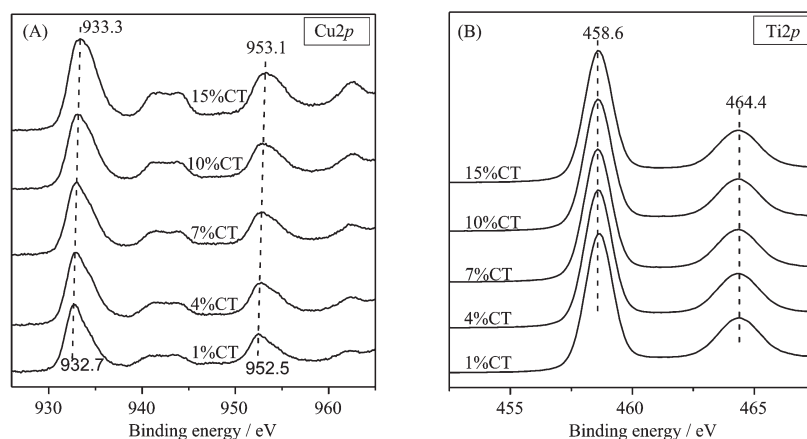 (A)
933.3
Cu2p
953.1
15%CT
10%CT
7%CT
4%CT
1%CT
932.7
952.5
930 940 950 960
Binding energy / eV
(B)
458.6
Ti2p
464.4
15%CT
10%CT
7%CT
4%CT
1%CT
455 460 465
Binding energy / eV